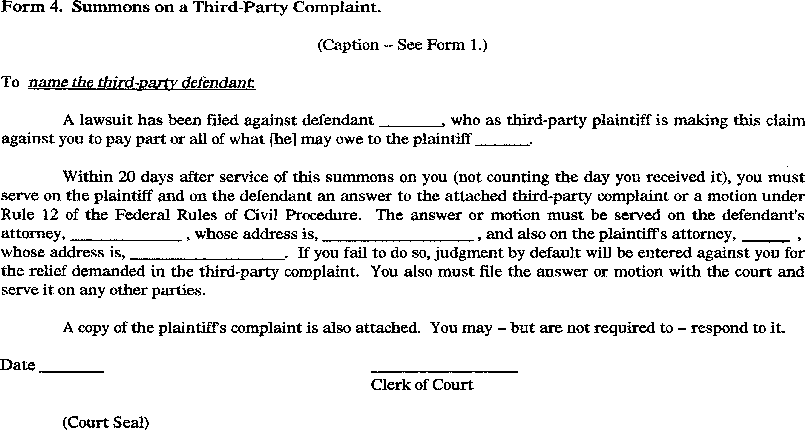 Form 4. Summons on a Third-Party Complaint.
(Caption – See Form 1.)
To name the third-party defendant:
A lawsuit has been filed against defendant _______, who as third-party plaintiff is making this claim
against you to pay part or all of what [he] may owe to the plaintiff ______.
Within 20 days after service of this summons on you (not counting the day you received it), you must
serve on the plaintiff and on the defendant an answer to the attached third-party complaint or a motion under
Rule 12 of the Federal Rules of Civil Procedure. The answer or motion must be served on the defendant's
attorney, ____________ , whose address is, ________________ , and also on the plaintiff's attorney, _____ ,
whose address is, ________________. If you fail to do so, judgment by default will be entered against you for
the relief demanded in the third-party complaint. You also must file the answer or motion with the court and
serve it on any other parties.
A copy of the plaintiff's complaint is also attached. You may – but are not required to – respond to it.
Date _______ ________________
Clerk of Court
(Court Seal)